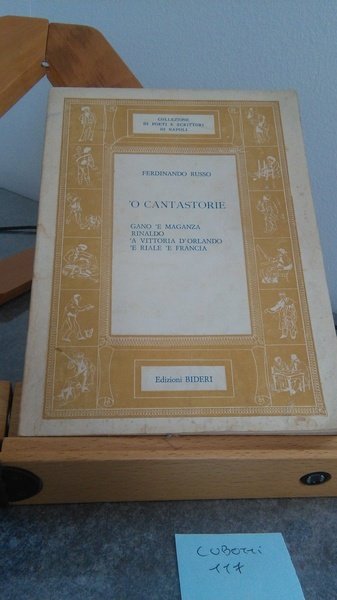 COLLEZIONE
DI POETI E SCRITTORI
DI NAPOLI
FERDINANDO RUSSO
'O CANTASTORIE
GANO 'E MAGANZA
RINALDO
'A VITTORIA D'ORLANDO
'E RIALE 'E FRANCIA
Edizioni BIDERI
117